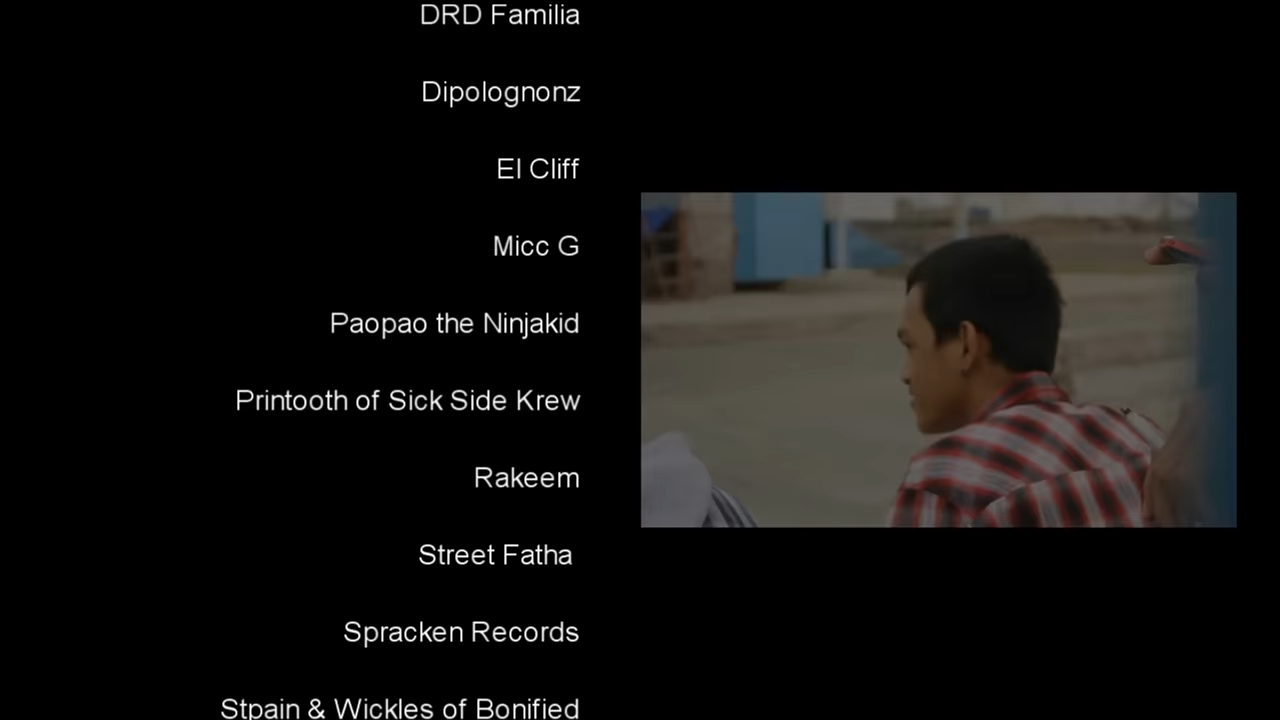 DRD Familia
Dipolognonz
El Cliff
Micc G
Paopao the Ninjakid
Printooth of Sick Side Krew
Rakeem
Street Fatha
Spracken Records
Stpain & Wickles of Bonified